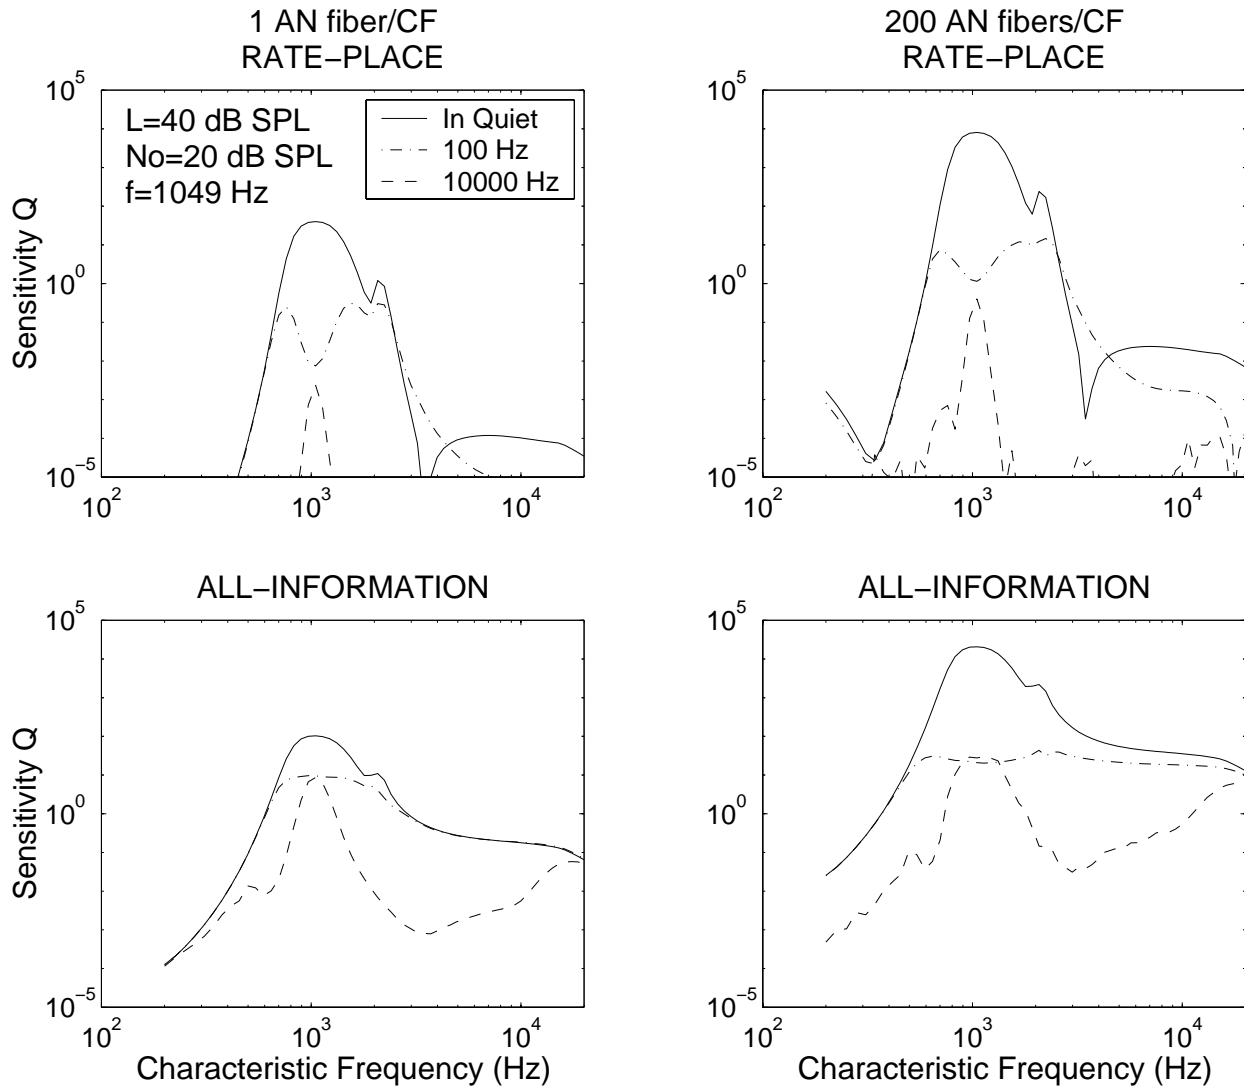 1 AN fiber/CF
RATE−PLACE
200 AN fibers/CF
RATE−PLACE
10^5
10^0
10^−5
Sensitivity Q
L=40 dB SPL
No=20 dB SPL
f=1049 Hz
In Quiet
100 Hz
10000 Hz
10^2
10^3
10^4
10^5
10^0
10^−5
10^2
10^3
10^4
ALL−INFORMATION
ALL−INFORMATION
10^5
10^0
10^−5
Sensitivity Q
10^2
10^3
10^4
Characteristic Frequency (Hz)
10^5
10^0
10^−5
10^2
10^3
10^4
Characteristic Frequency (Hz)